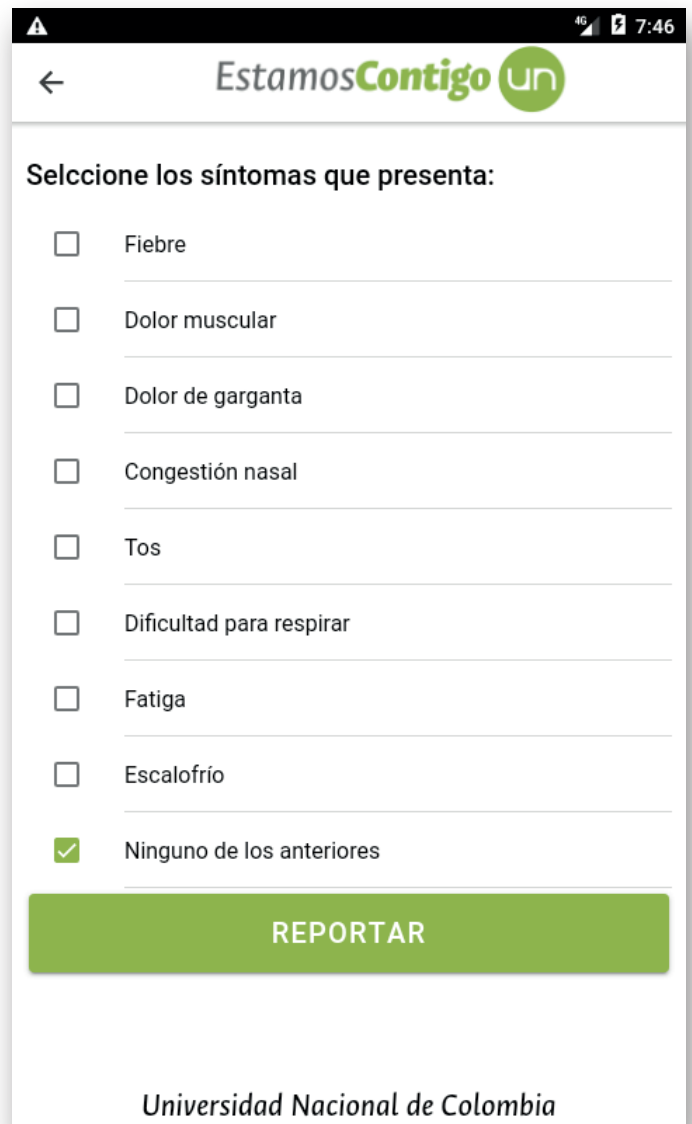 4G 7:46
EstamosContigo un
Selccione los síntomas que presenta:
Fiebre
Dolor muscular
Dolor de garganta
Congestión nasal
Tos
Dificultad para respirar
Fatiga
Escalofrío
Ninguno de los anteriores
REPORTAR
Universidad Nacional de Colombia